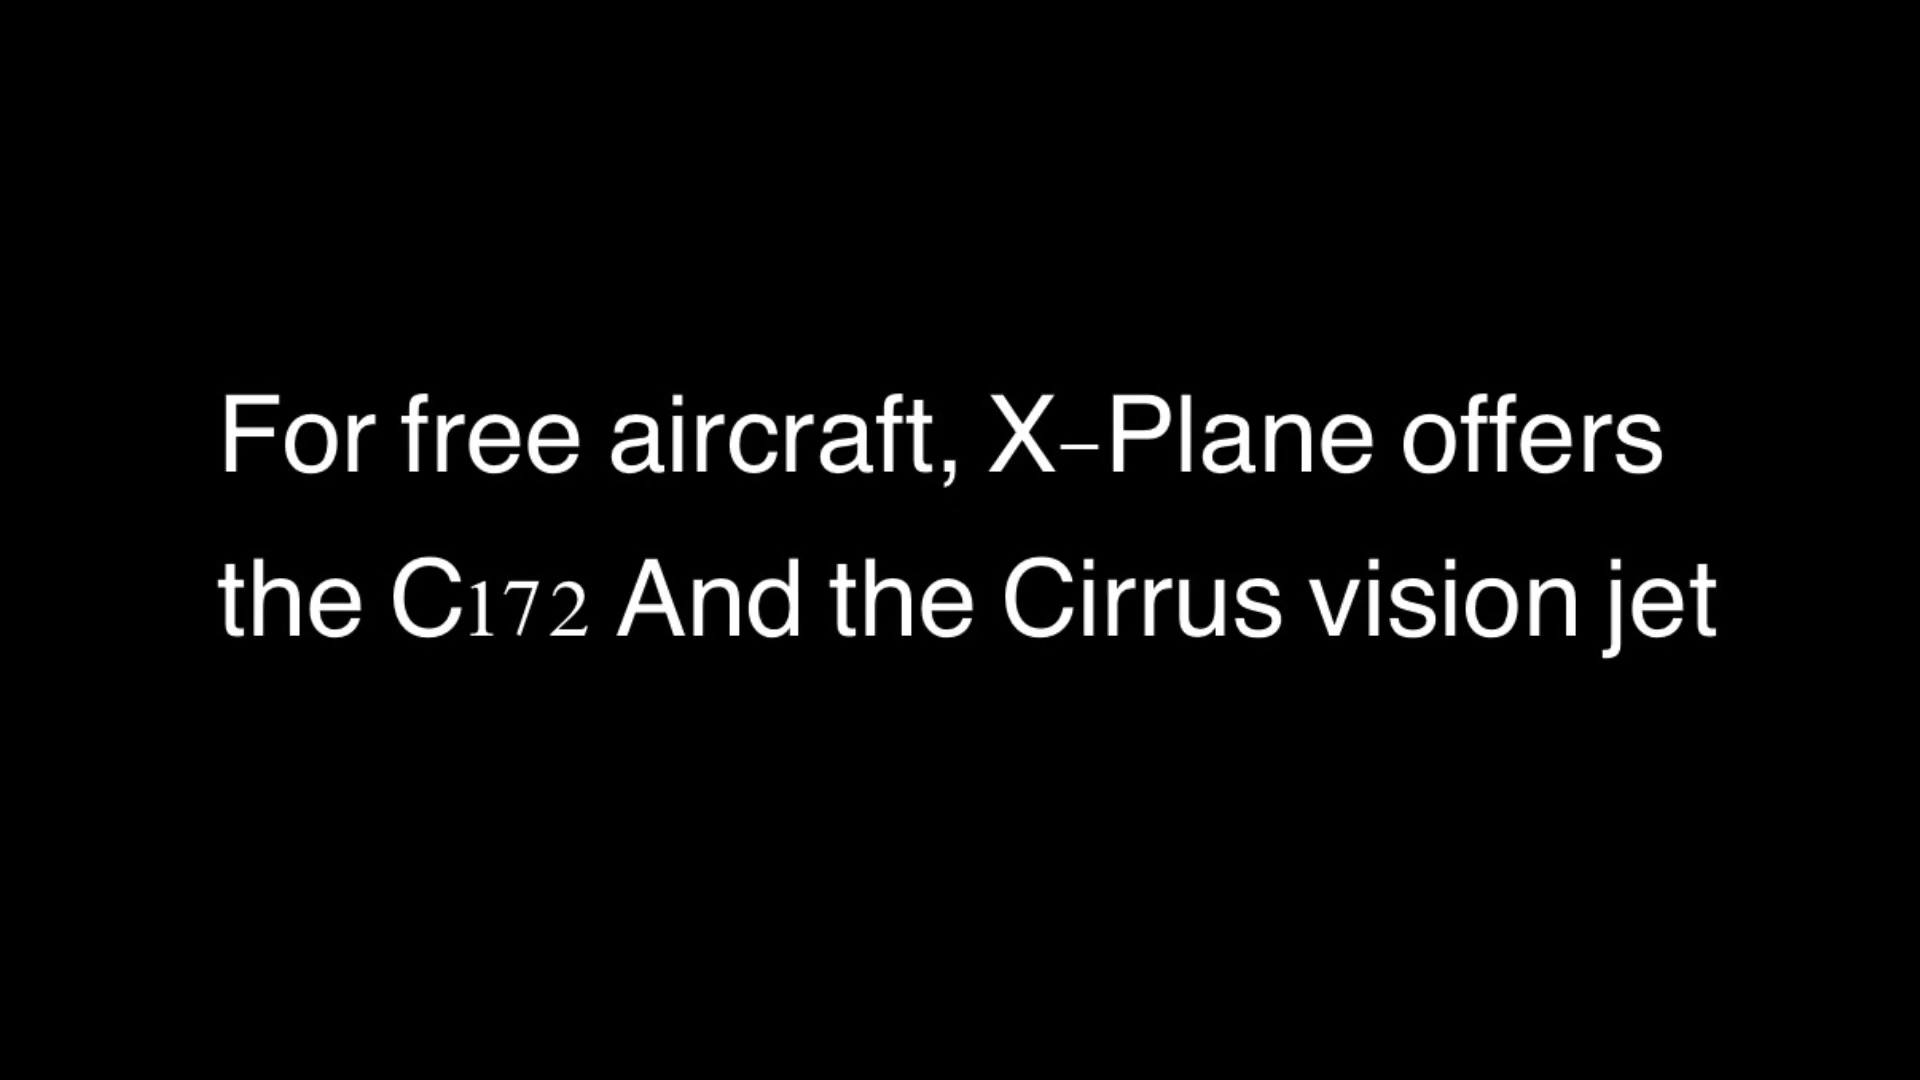 For free aircraft, X-Plane offers
the C172 And the Cirrus vision jet